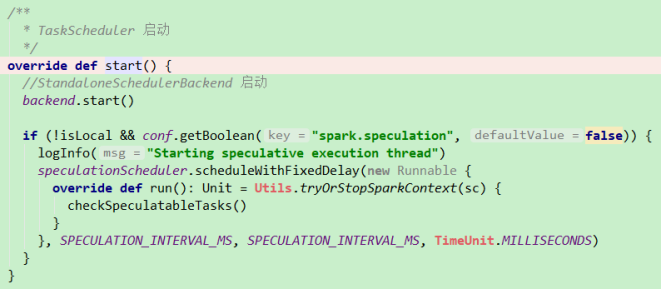 /**
* TaskScheduler 启动
*/
override def start() {
//StandaloneSchedulerBackend 启动
backend.start()
if (!isLocal && conf.getBoolean( key = "spark.speculation", defaultValue = false)) {
logInfo( msg = "Starting speculative execution thread")
speculationScheduler.scheduleWithFixedDelay(new Runnable {
override def run(): Unit = Utils.tryOrStopSparkContext(sc) {
checkSpeculatableTasks()
}
}, SPECULATION_INTERVAL_MS, SPECULATION_INTERVAL_MS, TimeUnit.MILLISECONDS)
}
}